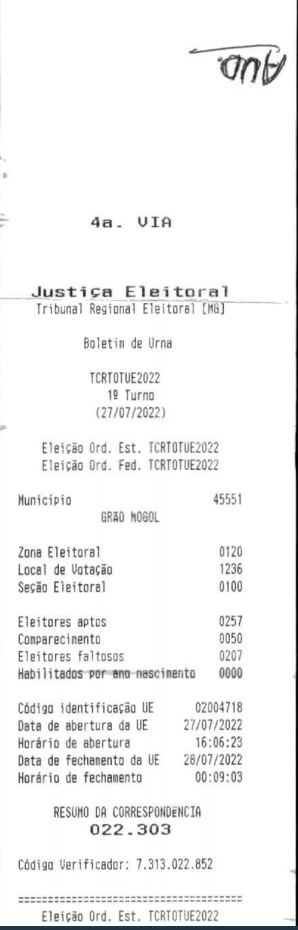 AUD.
4a. VIA
Justiça Eleitoral
Tribunal Regional Eleitoral [MG]
Boletim de Urna
TCRTOTUE2022
1º Turno
(27/07/2022)
Eleição Ord. Est. TCRTOTUE2022
Eleição Ord. Fed. TCRTOTUE2022
Município 45551
GRÃO MOGOL
Zona Eleitoral 0120
Local de Votação 1236
Seção Eleitoral 0100
Eleitores aptos 0257
Comparecimento 0050
Eleitores faltosos 0207
Habilitados por ano nascimento 0000
Código identificação UE 02004718
Data de abertura da UE 27/07/2022
Horário de abertura 16:06:23
Data de fechamento da UE 28/07/2022
Horário de fechamento 00:09:03
RESUMO DA CORRESPONDÊNCIA
022.303
Código Verificador: 7.313.022.852
===================================
Eleição Ord. Est. TCRTOTUE2022